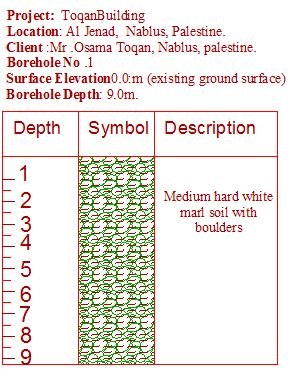 Project:  ToqanBuilding
Location: Al Jenad,  Nablus, Palestine.
Client :Mr .Osama Toqan, Nablus, palestine.
Borehole No .1
Surface Elevation0.0:m (existing ground surface)
Borehole Depth: 9.0m.
Depth Symbol Description
1
2
Medium hard white
marl soil with
boulders
3
4
5
6
7
8
9